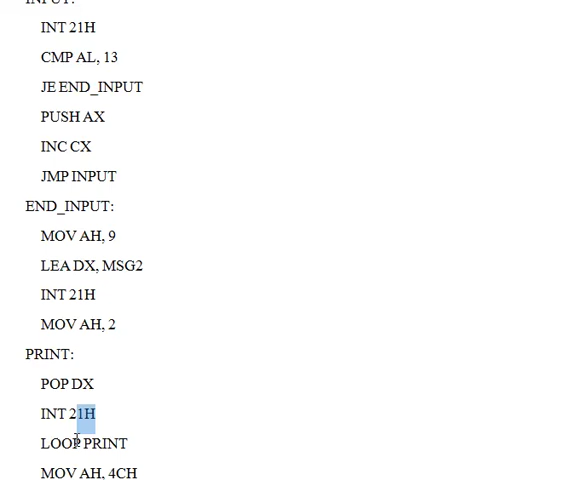 INPUT:
INT 21H
CMP AL, 13
JE END_INPUT
PUSH AX
INC CX
JMP INPUT
END_INPUT:
MOV AH, 9
LEA DX, MSG2
INT 21H
MOV AH, 2
PRINT:
POP DX
INT 21H
LOOP PRINT
MOV AH, 4CH